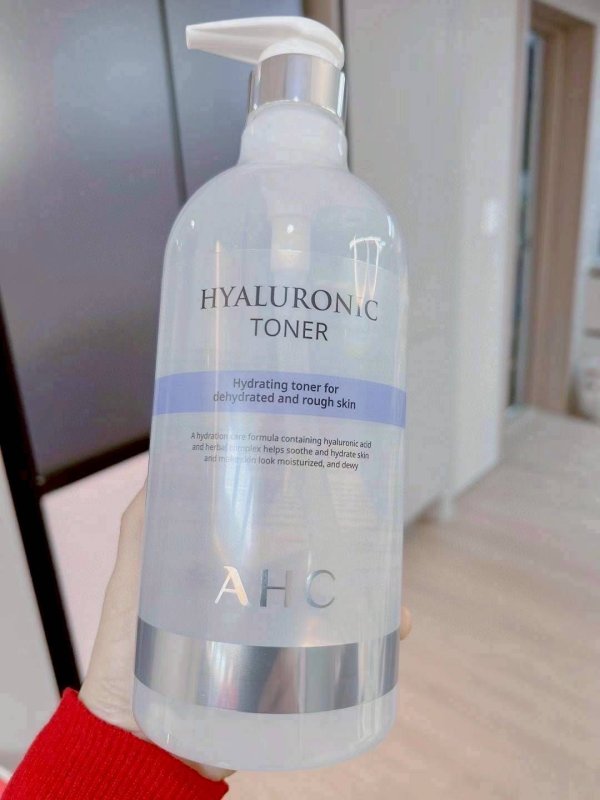 HYALURONIC
TONER
Hydrating toner for
dehydrated and rough skin
A hydration care formula containing hyaluronic acid
and herbal complex helps soothe and hydrate skin
and make skin look moisturized, and dewy
AHC